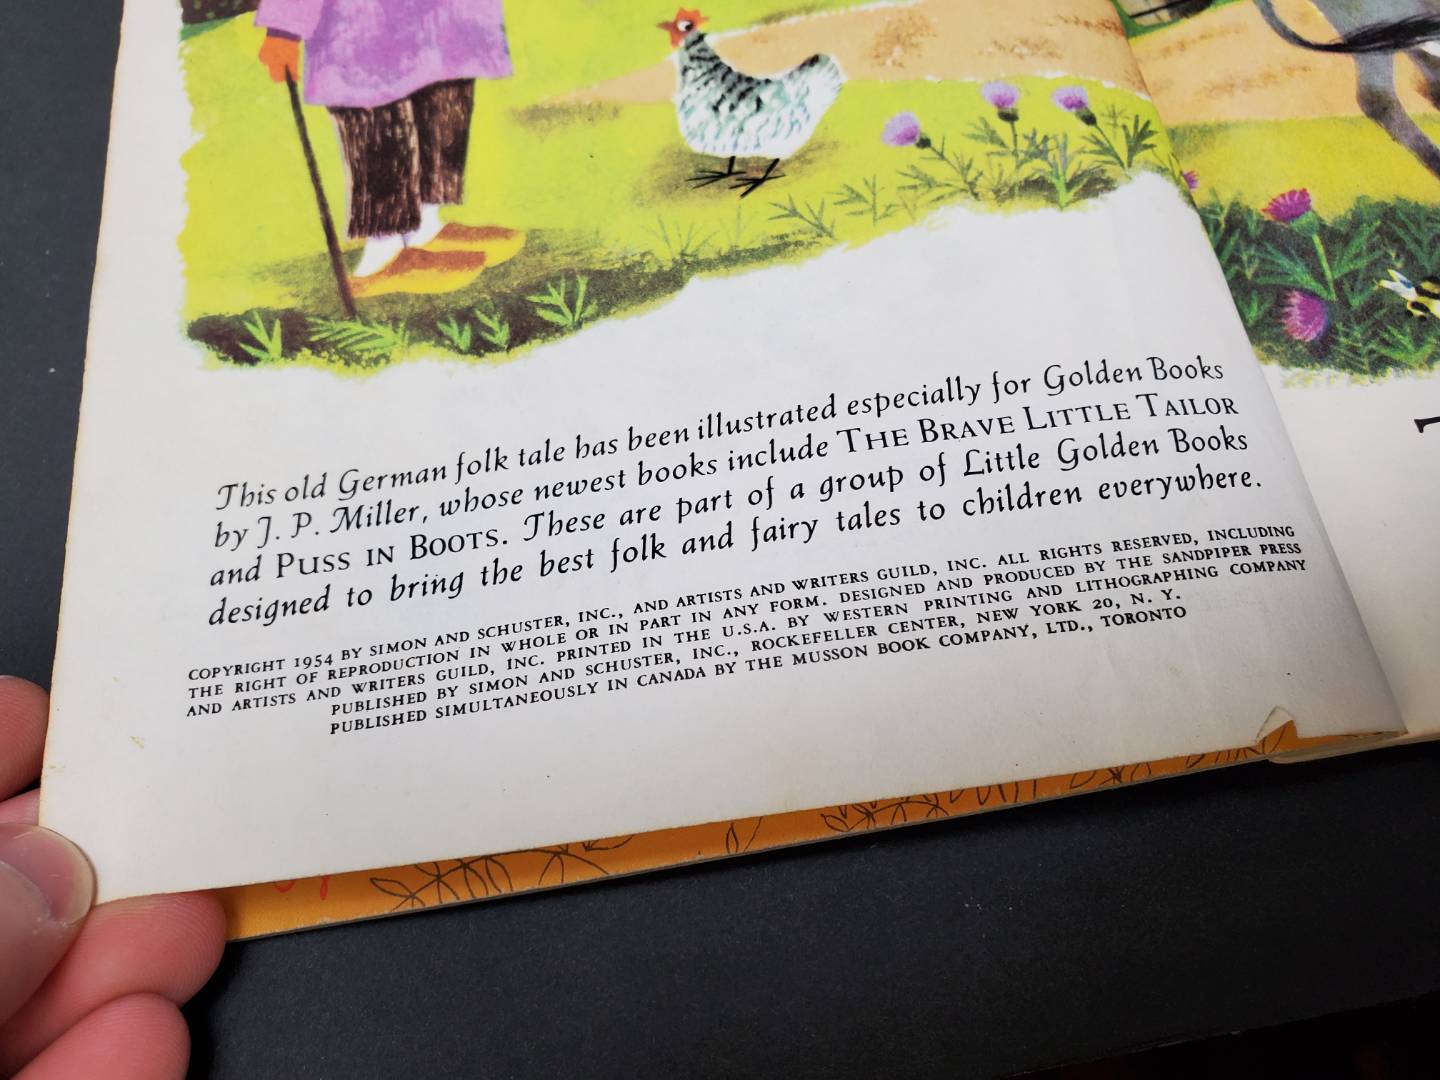 This old German folk tale has been illustrated especially for Golden Books
by J. P. Miller, whose newest books include THE BRAVE LITTLE TAILOR
and PUSS IN BOOTS. These are part of a group of Little Golden Books
designed to bring the best folk and fairy tales to children everywhere.
COPYRIGHT 1954 BY SIMON AND SCHUSTER, INC., AND ARTISTS AND WRITERS GUILD, INC. ALL RIGHTS RESERVED, INCLUDING
THE RIGHT OF REPRODUCTION IN WHOLE OR IN PART IN ANY FORM. DESIGNED AND PRODUCED BY THE SANDPIPER PRESS
AND ARTISTS AND WRITERS GUILD, INC. PRINTED IN THE U.S.A. BY WESTERN PRINTING AND LITHOGRAPHING COMPANY
PUBLISHED BY SIMON AND SCHUSTER, INC., ROCKEFELLER CENTER, NEW YORK 20, N. Y.
PUBLISHED SIMULTANEOUSLY IN CANADA BY THE MUSSON BOOK COMPANY, LTD., TORONTO